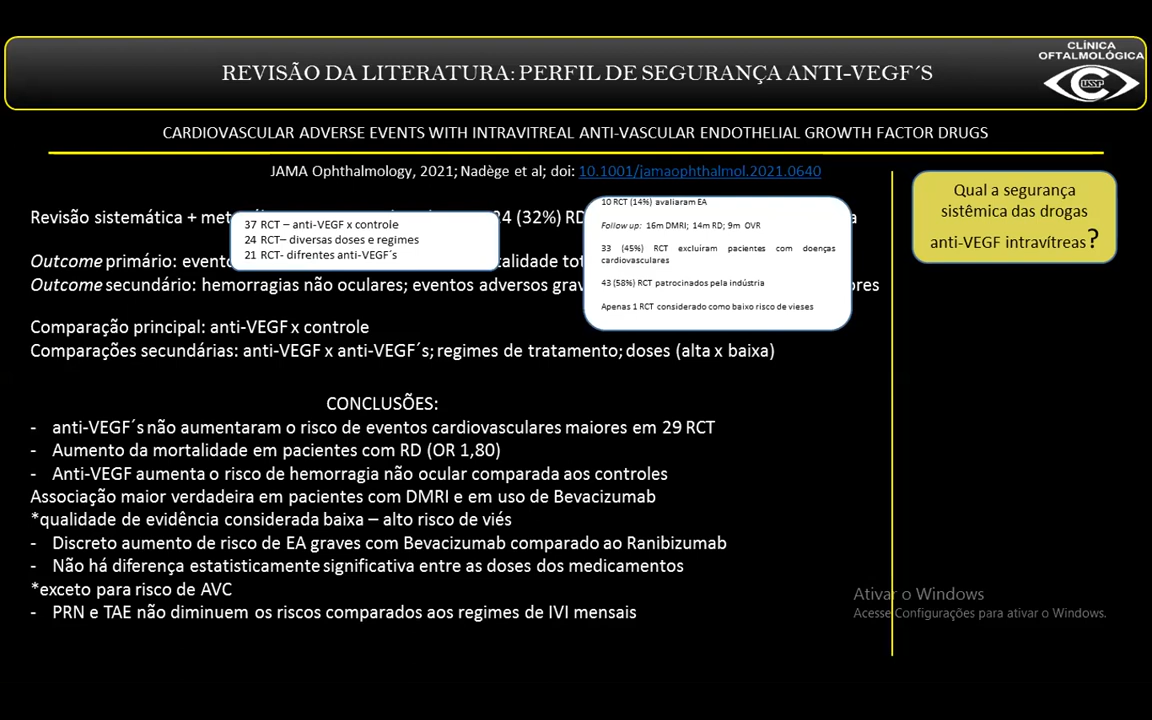 CLÍNICA
OFTALMOLÓGICA
USSP
REVISÃO DA LITERATURA: PERFIL DE SEGURANÇA ANTI-VEGF´S
CARDIOVASCULAR ADVERSE EVENTS WITH INTRAVITREAL ANTI-VASCULAR ENDOTHELIAL GROWTH FACTOR DRUGS
JAMA Ophthalmology, 2021; Nadège et al; doi: 10.1001/jamaophthalmol.2021.0640
Revisão sistemática + 24 (32%)
37 RCT – anti-VEGF x controle
24 RCT– diversas doses e regimes
21 RCT- difrentes anti-VEGF´s
10 RCT (14%) avaliaram EA
Follow up: 16m DMRI; 14m RD; 9m OVR
33 (45%) RCT excluíram pacientes com doenças
cardiovasculares
43 (58%) RCT patrocinados pela indústria
Apenas 1 RCT considerado como baixo risco de vieses
Outcome primário:
Outcome secundário: hemorragias não oculares; eventos adversos
Comparação principal: anti-VEGF x controle
Comparações secundárias: anti-VEGF x anti-VEGF´s; regimes de tratamento; doses (alta x baixa)
CONCLUSÕES:
- anti-VEGF´s não aumentaram o risco de eventos cardiovasculares maiores em 29 RCT
- Aumento da mortalidade em pacientes com RD (OR 1,80)
- Anti-VEGF aumenta o risco de hemorragia não ocular comparada aos controles
Associação maior verdadeira em pacientes com DMRI e em uso de Bevacizumab
*qualidade de evidência considerada baixa – alto risco de viés
- Discreto aumento de risco de EA graves com Bevacizumab comparado ao Ranibizumab
- Não há diferença estatisticamente significativa entre as doses dos medicamentos
*exceto para risco de AVC
- PRN e TAE não diminuem os riscos comparados aos regimes de IVI mensais
Qual a segurança
sistêmica das drogas
anti-VEGF intravítreas?
Ativar o Windows
Acesse Configurações para ativar o Windows.